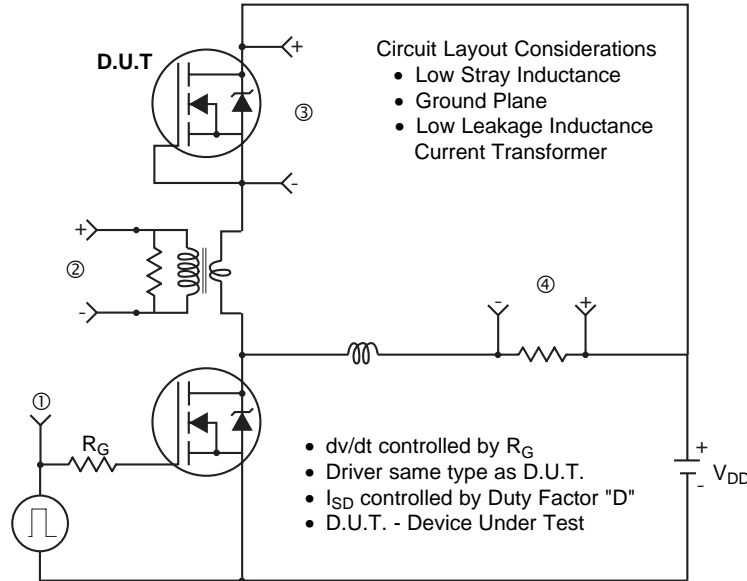 D.U.T
+
Circuit Layout Considerations
• Low Stray Inductance
• Ground Plane
• Low Leakage Inductance
Current Transformer
③
-
+
②
-
-
④
+
①
R_G
• dv/dt controlled by R_G
• Driver same type as D.U.T.
• I_SD controlled by Duty Factor "D"
• D.U.T. - Device Under Test
+
-
V_DD